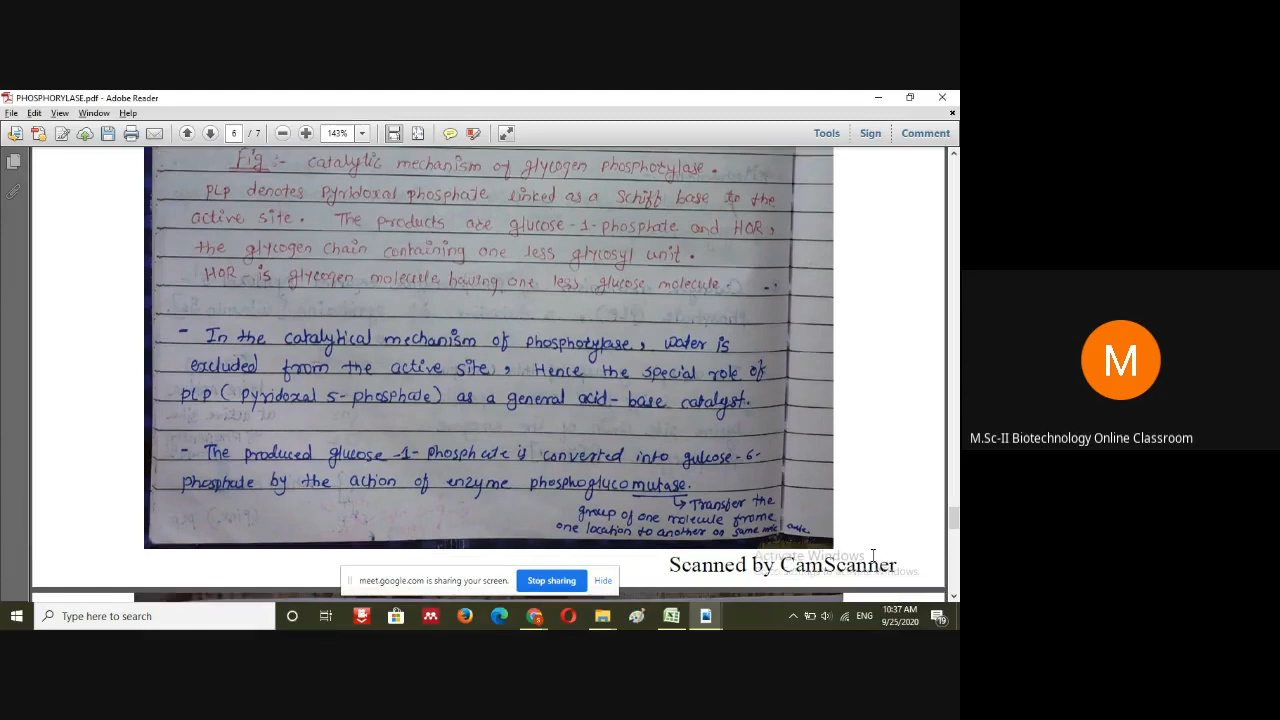 PHOSPHORYLASE.pdf - Adobe Reader
File Edit View Window Help
6 / 7 143% Tools Sign Comment
Fig :- catalytic mechanism of glycogen phosphorylase.
PLP denotes Pyridoxal phosphate linked as a Schiff base to the
active site. The products are glucose-1-phosphate and HOR,
the glycogen chain containing one less glycosyl unit.
HOR is glycogen molecule having one less glucose molecule.
- In the catalytical mechanism of phosphorylase, water is
excluded from the active site, Hence the special role of
PLP (pyridoxal 5-phosphate) as a general acid-base catalyst.
- The produced glucose -1- phosphate is converted into gulcose-6-
phosphate by the action of enzyme phosphoglucomutase.
↳ Transfer the
group of one molecule frome
one location to another on same
Activate Windows
Scanned by CamScanner
meet.google.com is sharing your screen. Stop sharing Hide
Type here to search
ENG
10:37 AM
9/25/2020
19
M
M.Sc-II Biotechnology Online Classroom